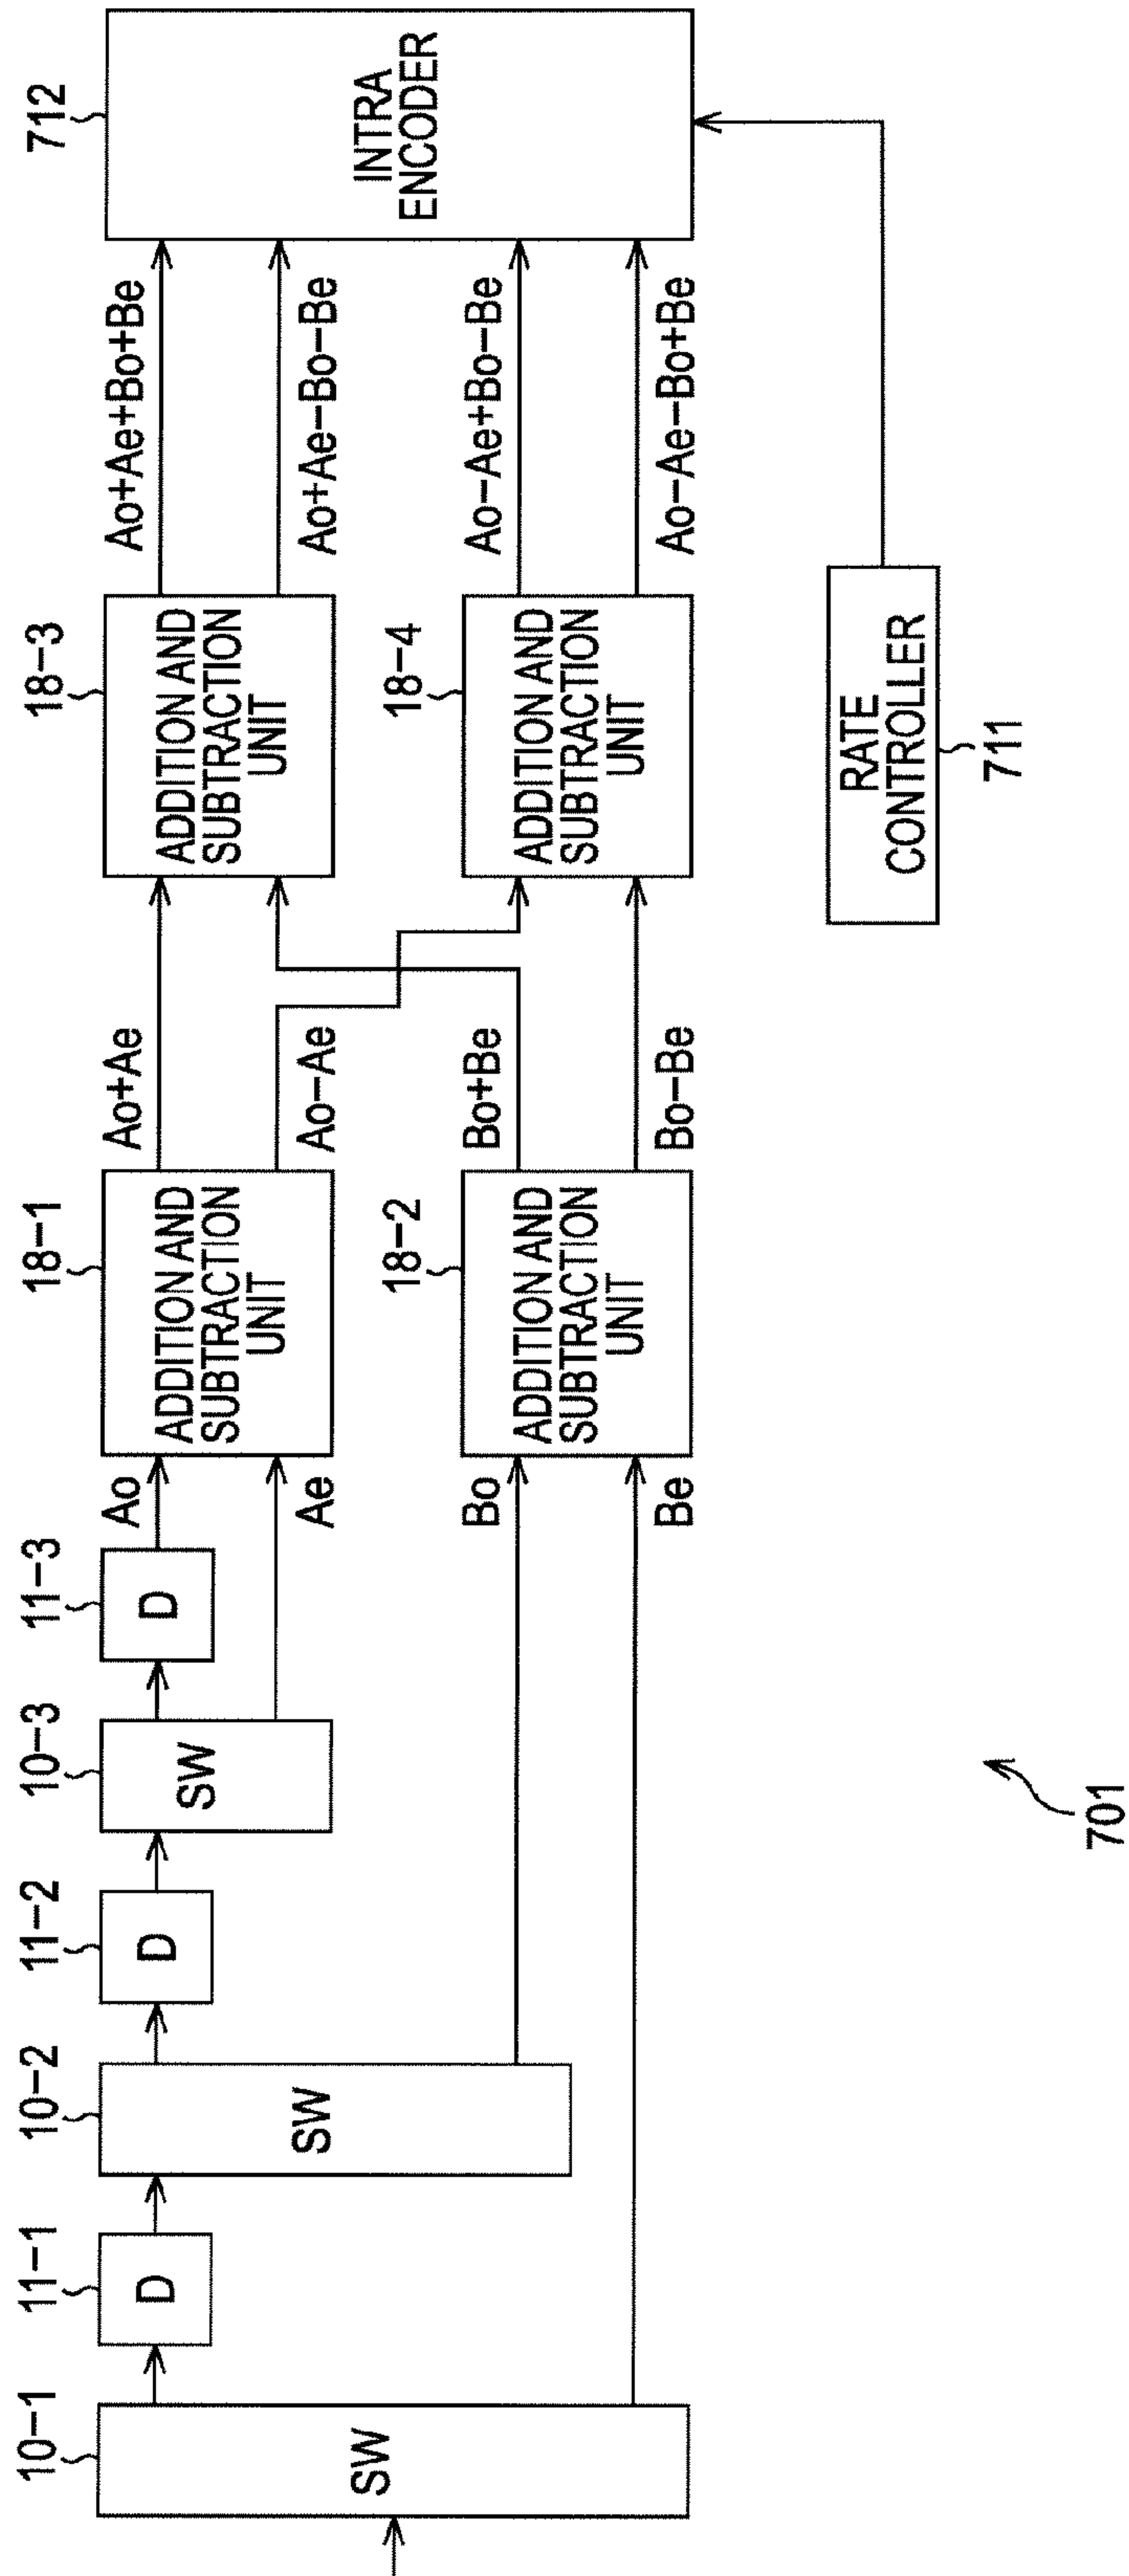 10-1
SW
11-1
D
10-2
SW
11-2
D
10-3
SW
11-3
D
Ao
Ae
Bo
Be
18-1
ADDITION AND
SUBTRACTION
UNIT
18-2
ADDITION AND
SUBTRACTION
UNIT
Ao+Ae
Ao-Ae
Bo+Be
Bo-Be
18-3
ADDITION AND
SUBTRACTION
UNIT
18-4
ADDITION AND
SUBTRACTION
UNIT
Ao+Ae+Bo+Be
Ao+Ae-Bo-Be
Ao-Ae+Bo-Be
Ao-Ae-Bo+Be
712
INTRA
ENCODER
RATE
CONTROLLER
711
701